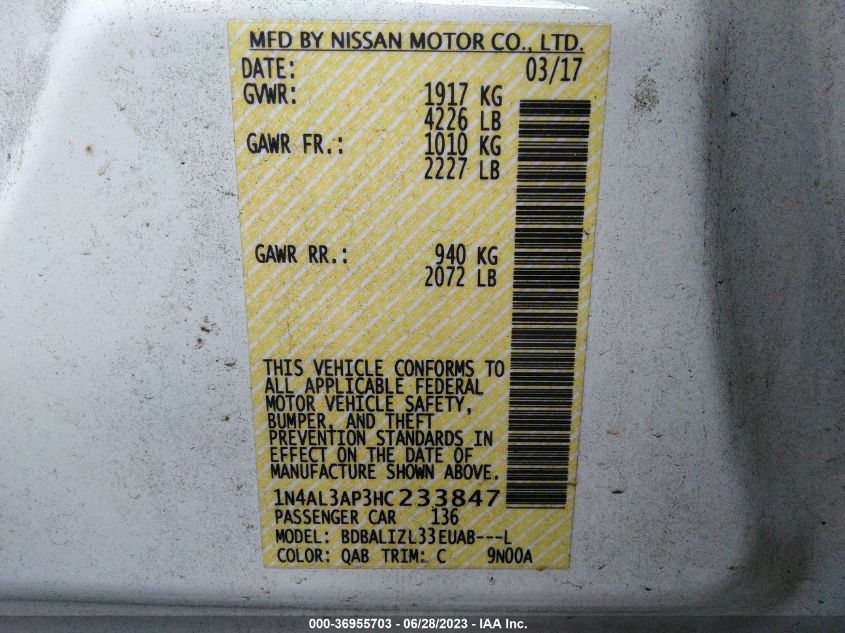 MFD BY NISSAN MOTOR CO., LTD.
DATE: 03/17
GVWR: 1917 KG
4226 LB
GAWR FR.: 1010 KG
2227 LB
GAWR RR.: 940 KG
2072 LB
THIS VEHICLE CONFORMS TO
ALL APPLICABLE FEDERAL
MOTOR VEHICLE SAFETY,
BUMPER, AND THEFT
PREVENTION STANDARDS IN
EFFECT ON THE DATE OF
MANUFACTURE SHOWN ABOVE.
1N4AL3AP3HC233847
PASSENGER CAR 136
MODEL: BDBALIZL33EUAB---L
COLOR: QAB TRIM: C 9N00A
000-36955703 - 06/28/2023 - IAA Inc.